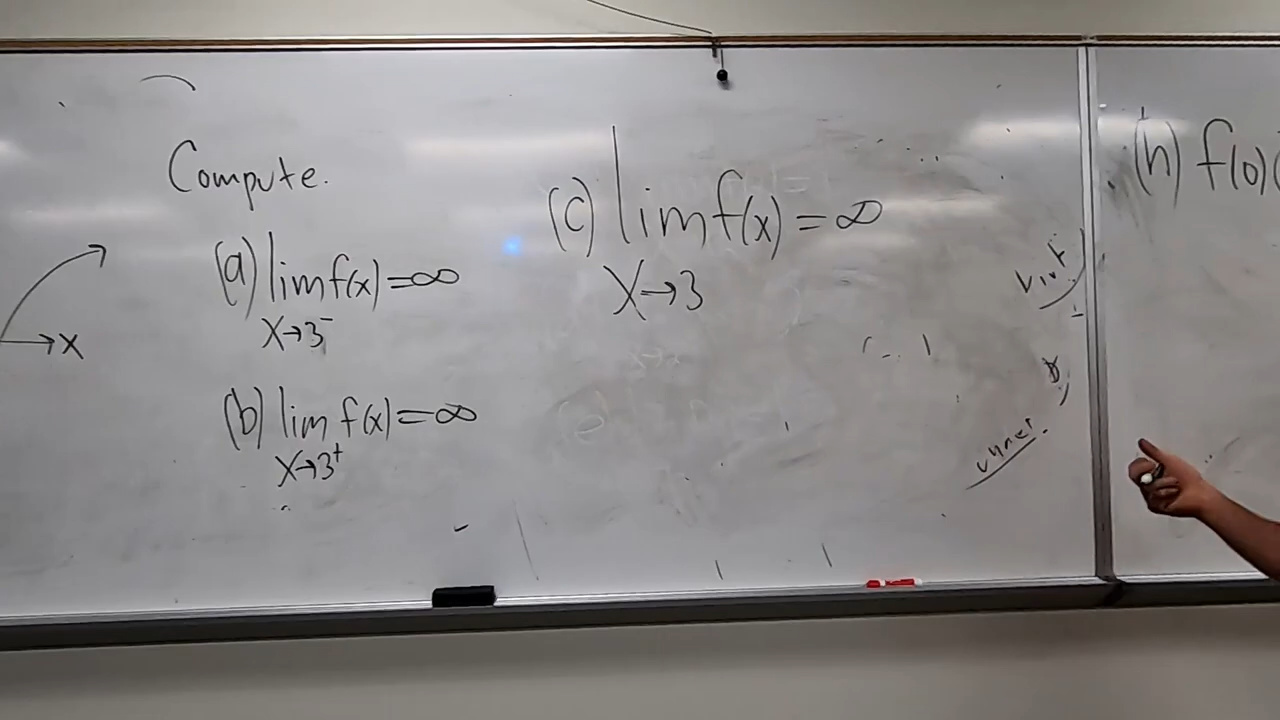 Compute.
(a) lim f(x) = ∞
x→3⁻
(b) lim f(x) = ∞
x→3⁺
(c) lim f(x) = ∞
x→3
x
(h) f(0)